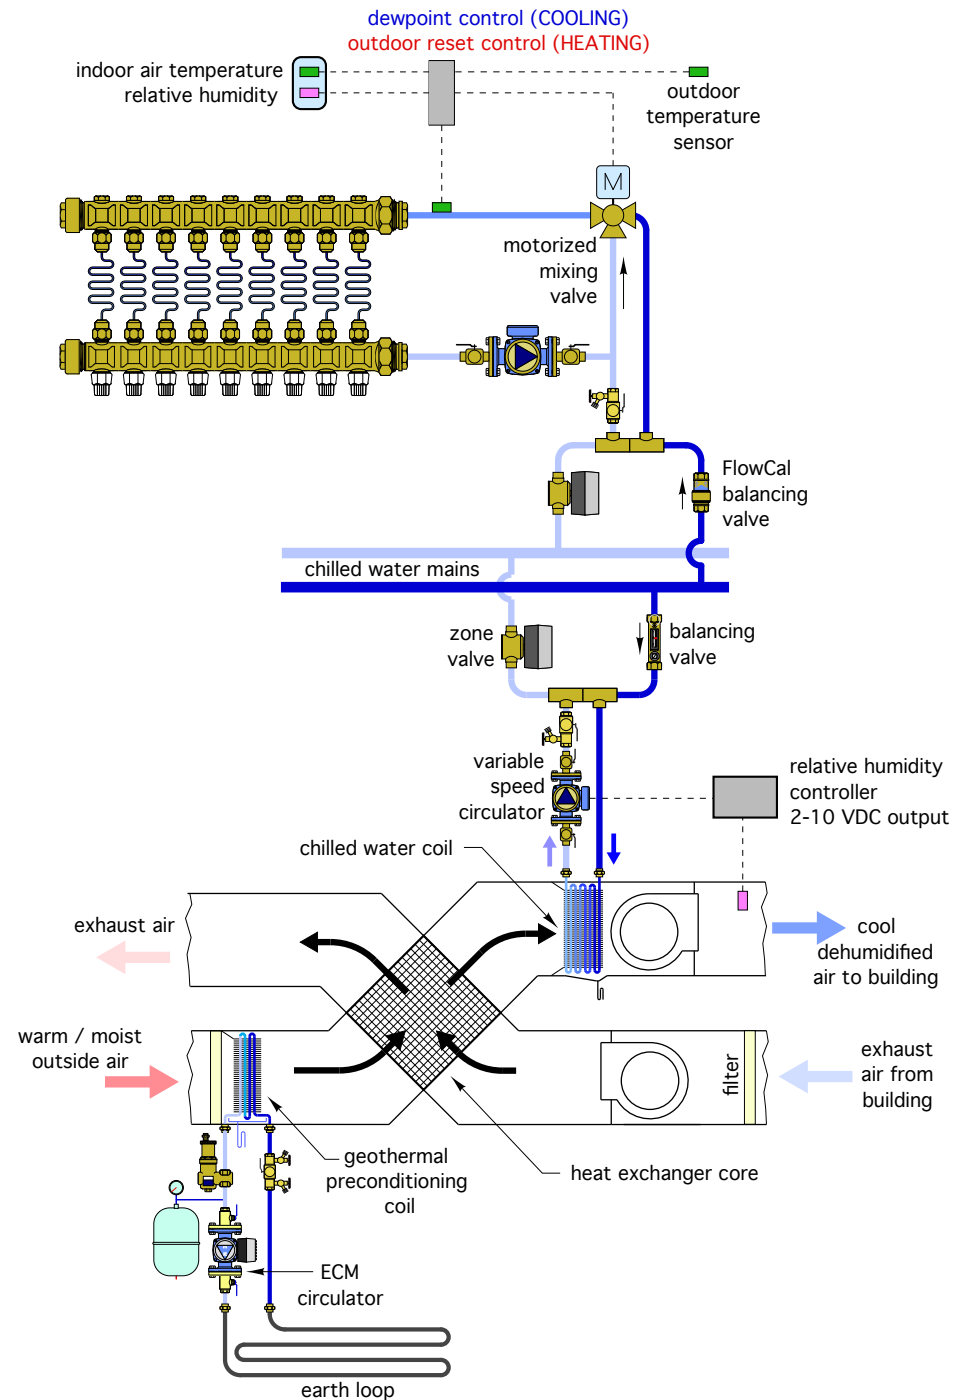 dewpoint control (COOLING)
outdoor reset control (HEATING)
indoor air temperature
relative humidity
outdoor
temperature
sensor
M
motorized
mixing
valve
FlowCal
balancing
valve
chilled water mains
zone
valve
balancing
valve
variable
speed
circulator
relative humidity
controller
2-10 VDC output
chilled water coil
exhaust air
cool
dehumidified
air to building
warm / moist
outside air
filter
exhaust
air from
building
geothermal
preconditioning
coil
heat exchanger core
ECM
circulator
earth loop